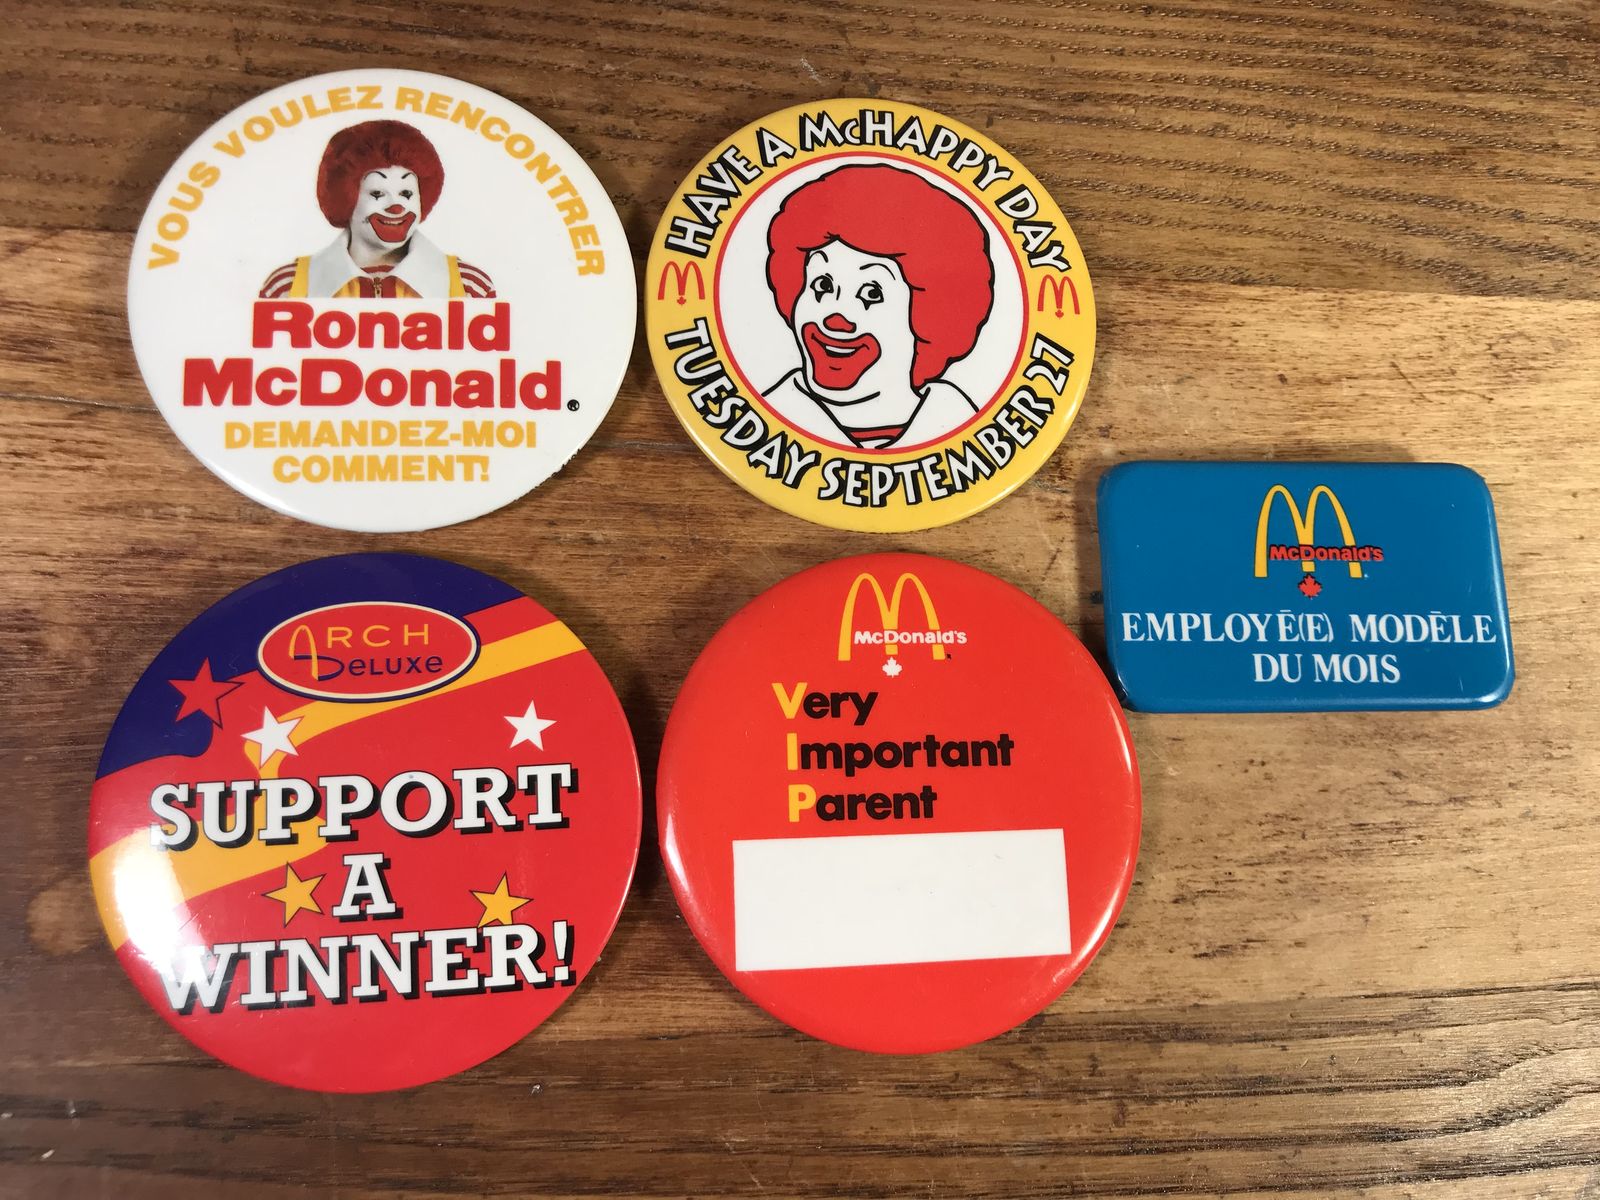 VOUS VOULEZ RENCONTRER
Ronald
McDonald®
DEMANDEZ-MOI
COMMENT!
HAVE A McHAPPY DAY
TUESDAY SEPTEMBER 27
ARCH
DELUXE
SUPPORT
A
WINNER!
McDonald's
Very
Important
Parent
McDonald's
EMPLOYÉ(E) MODÈLE
DU MOIS